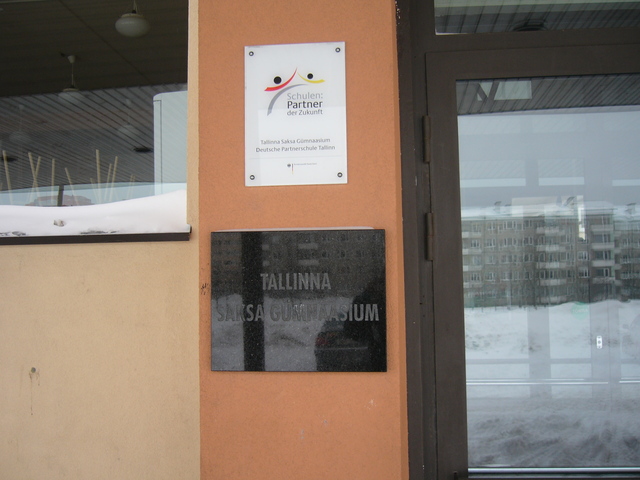 Schulen:
Partner
der Zukunft
Tallinna Saksa Gümnaasium
Deutsche Partnerschule Tallinn
TALLINNA
SAKSA GÜMNAASIUM